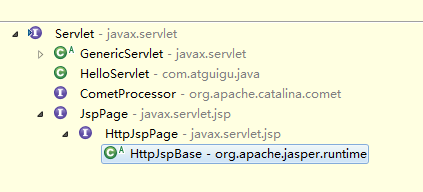 Servlet - javax.servlet
GenericServlet - javax.servlet
HelloServlet - com.atguigu.java
CometProcessor - org.apache.catalina.comet
JspPage - javax.servlet.jsp
HttpJspPage - javax.servlet.jsp
HttpJspBase - org.apache.jasper.runtime